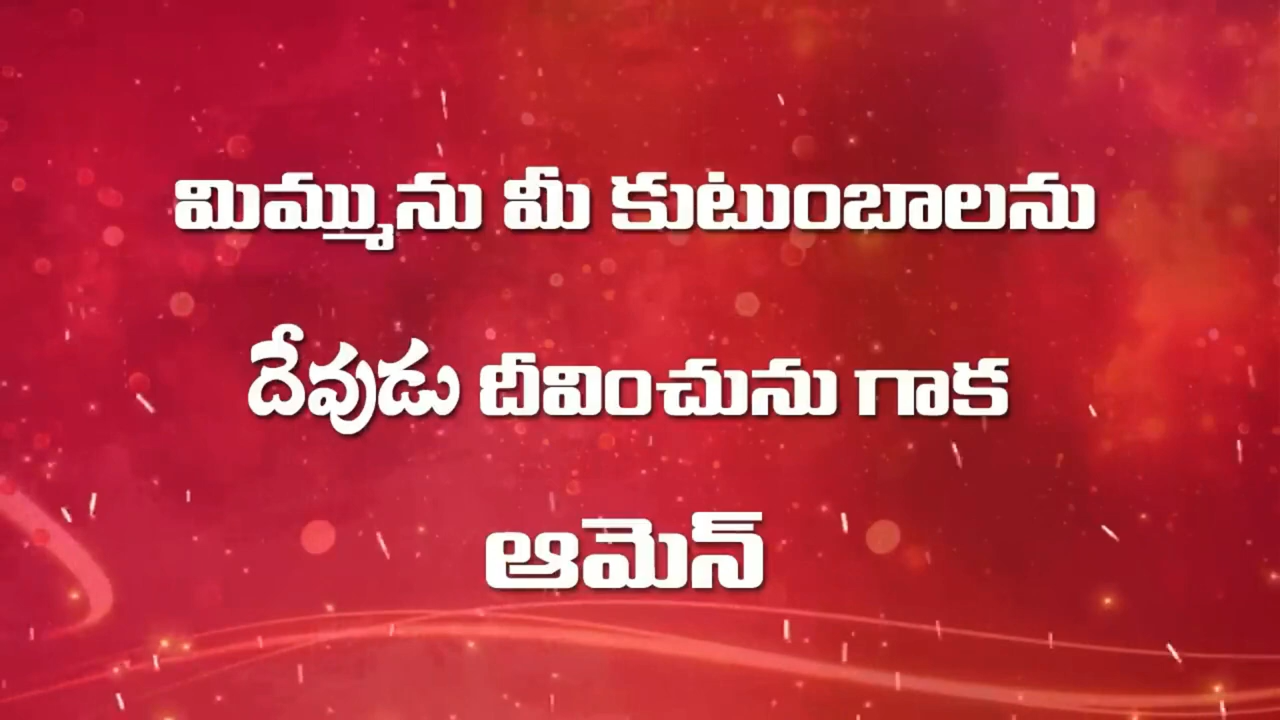 మిమ్మును మీ కుటుంబాలను
దేవుడు దీవించును గాక
ఆమెన్